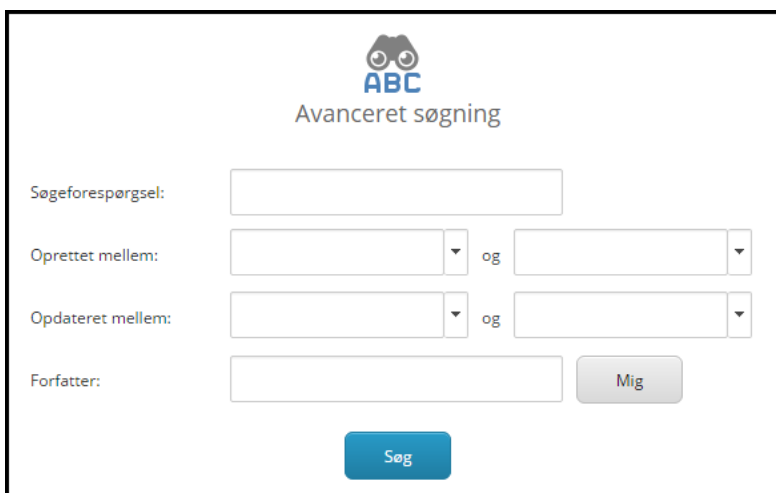 ABC
Avanceret søgning
Søgeforespørgsel:
Oprettet mellem: og
Opdateret mellem: og
Forfatter: Mig
Søg